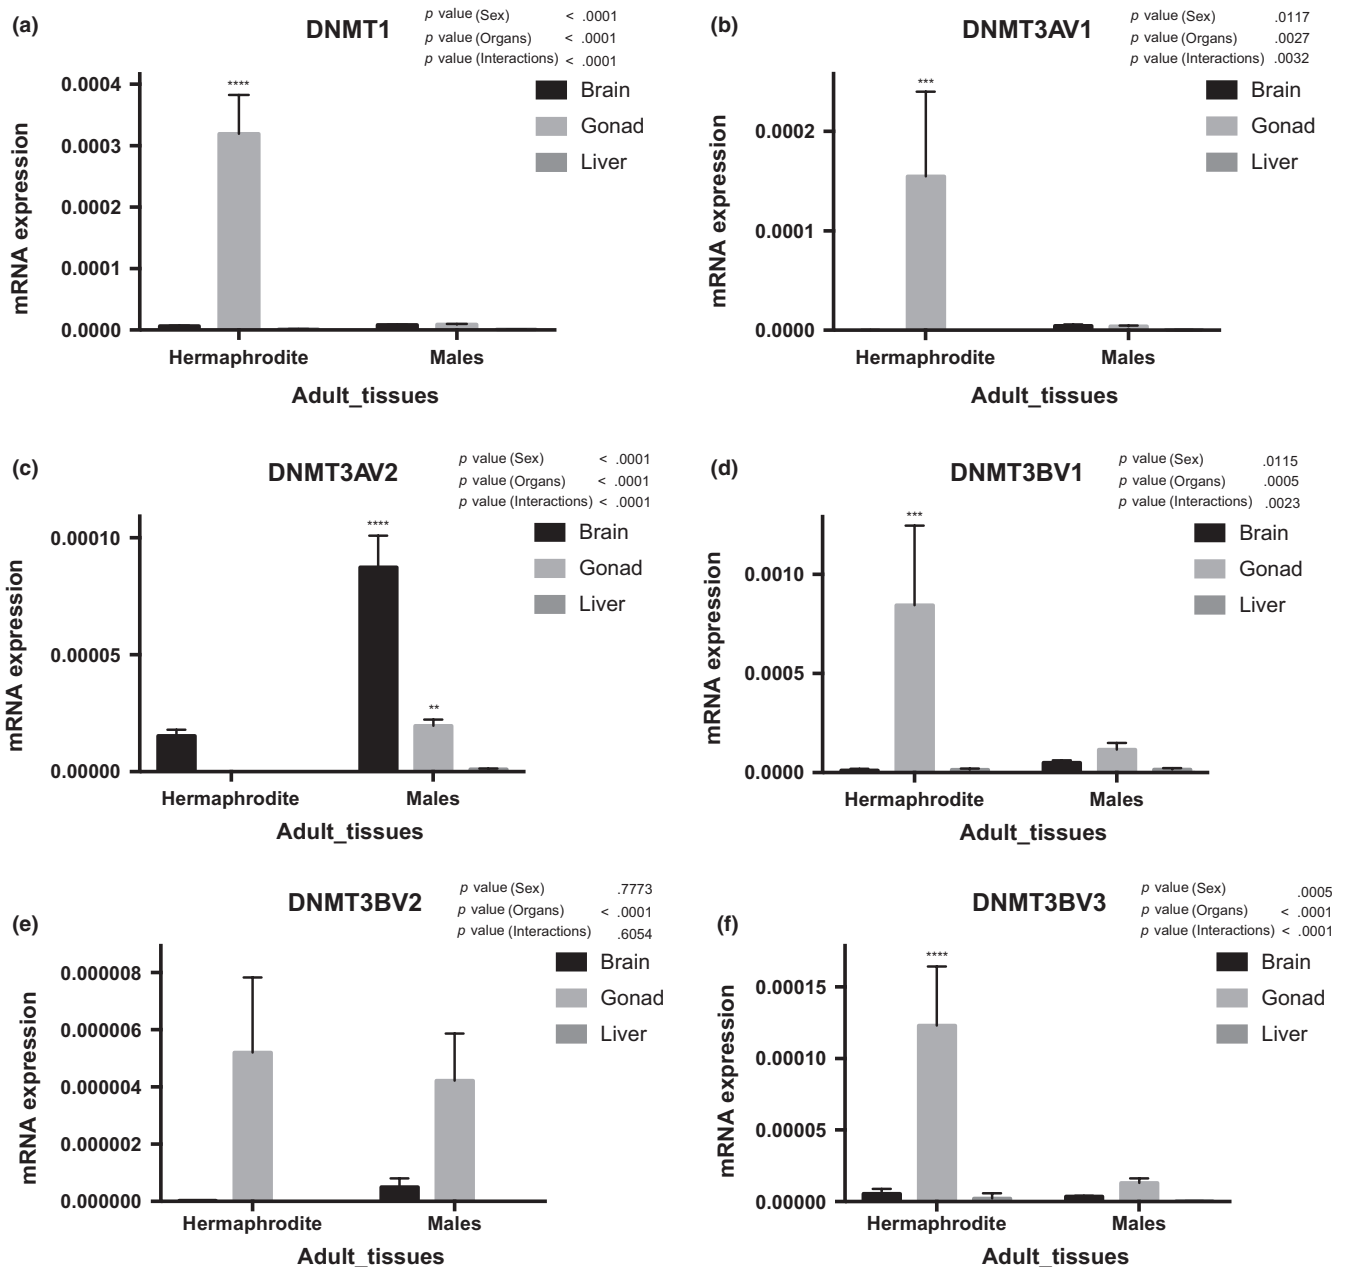 (a)
DNMT1
p value (Sex) < .0001
p value (Organs) < .0001
p value (Interactions) < .0001
****
Brain
Gonad
Liver
mRNA expression
0.0004
0.0003
0.0002
0.0001
0.0000
Hermaphrodite Males
Adult_tissues
(b)
DNMT3AV1
p value (Sex) .0117
p value (Organs) .0027
p value (Interactions) .0032
***
Brain
Gonad
Liver
mRNA expression
0.0002
0.0001
0.0000
Hermaphrodite Males
Adult_tissues
(c)
DNMT3AV2
p value (Sex) < .0001
p value (Organs) < .0001
p value (Interactions) < .0001
****
**
Brain
Gonad
Liver
mRNA expression
0.00010
0.00005
0.00000
Hermaphrodite Males
Adult_tissues
(d)
DNMT3BV1
p value (Sex) .0115
p value (Organs) .0005
p value (Interactions) .0023
***
Brain
Gonad
Liver
mRNA expression
0.0010
0.0005
0.0000
Hermaphrodite Males
Adult_tissues
(e)
DNMT3BV2
p value (Sex) .7773
p value (Organs) < .0001
p value (Interactions) .6054
Brain
Gonad
Liver
mRNA expression
0.000008
0.000006
0.000004
0.000002
0.000000
Hermaphrodite Males
Adult_tissues
(f)
DNMT3BV3
p value (Sex) .0005
p value (Organs) < .0001
p value (Interactions) < .0001
****
Brain
Gonad
Liver
mRNA expression
0.00015
0.00010
0.00005
0.00000
Hermaphrodite Males
Adult_tissues